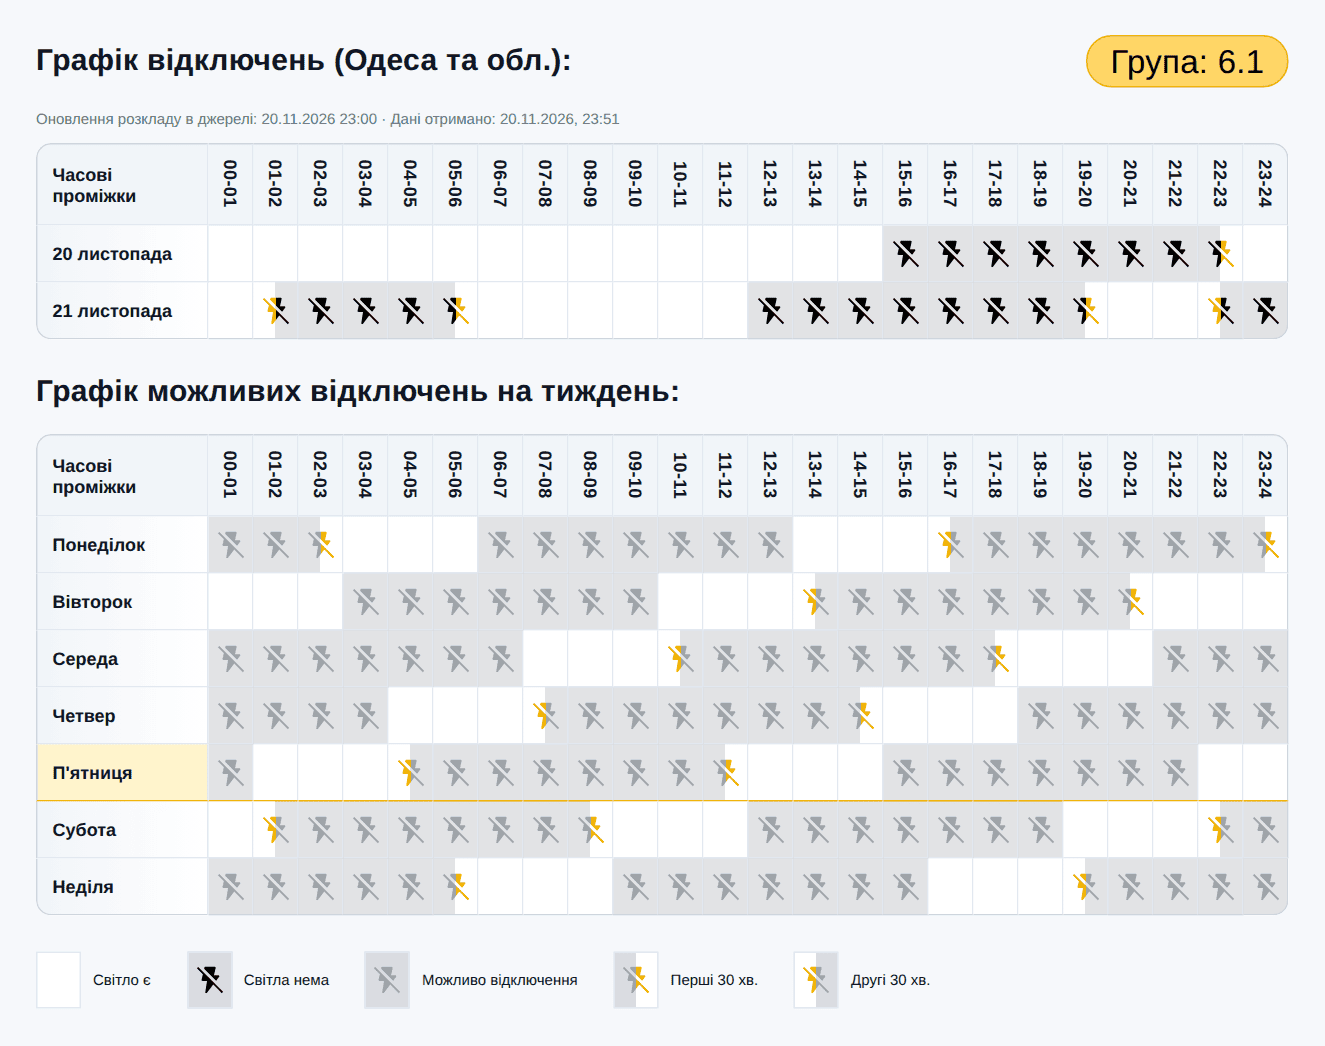 Графік відключень (Одеса та обл.):
Група: 6.1
Оновлення розкладу в джерелі: 20.11.2026 23:00 · Дані отримано: 20.11.2026, 23:51
Часові проміжки 00-01 01-02 02-03 03-04 04-05 05-06 06-07 07-08 08-09 09-10 10-11 11-12 12-13 13-14 14-15 15-16 16-17 17-18 18-19 19-20 20-21 21-22 22-23 23-24
20 листопада
21 листопада
Графік можливих відключень на тиждень:
Часові проміжки 00-01 01-02 02-03 03-04 04-05 05-06 06-07 07-08 08-09 09-10 10-11 11-12 12-13 13-14 14-15 15-16 16-17 17-18 18-19 19-20 20-21 21-22 22-23 23-24
Понеділок
Вівторок
Середа
Четвер
П'ятниця
Субота
Неділя
Світло є Світла нема Можливо відключення Перші 30 хв. Другі 30 хв.